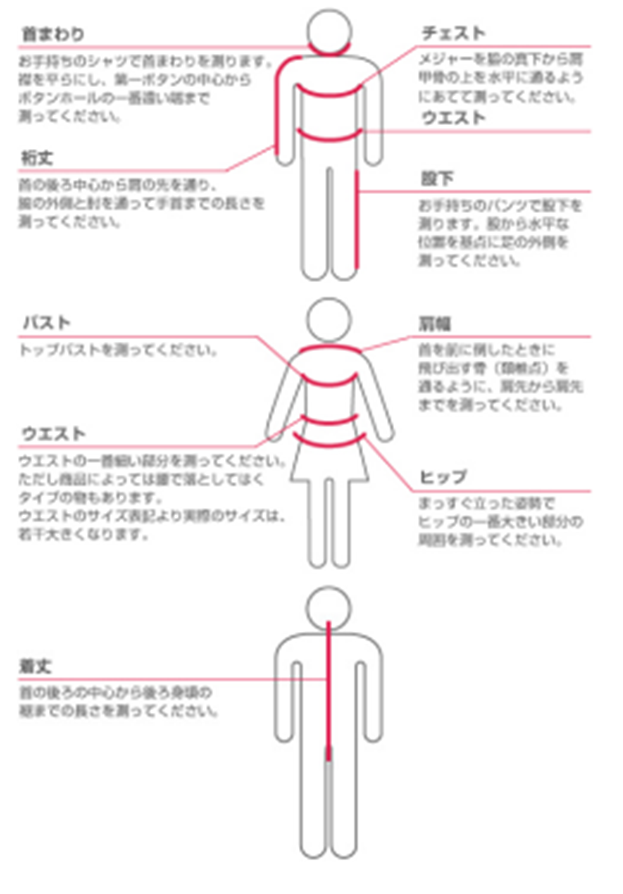 首まわり
お手持ちのシャツで首まわりを測ります。
襟を平らにし、第一ボタンの中心から
ボタンホールの一番遠い端まで
測ってください。
裄丈
首の後ろ中心から肩の先を通り、
腕の外側と肘を通って手首までの長さを
測ってください。
チェスト
メジャーを脇の真下から肩
甲骨の上を水平に通るよう
にあてて測ってください。
ウエスト
股下
お手持ちのパンツで股下を
測ります。股から水平な
位置を基点に足の外側を
測ってください。
バスト
トップバストを測ってください。
ウエスト
ウエストの一番細い部分を測ってください。
ただし商品によっては腰で落としてはく
タイプの物もあります。
ウエストのサイズ表記より実際のサイズは、
若干大きくなります。
肩幅
首を前に倒したときに
飛び出す骨（頚椎点）を
通るように、肩先から肩先
までを測ってください。
ヒップ
まっすぐ立った姿勢で
ヒップの一番大きい部分の
周囲を測ってください。
着丈
首の後ろの中心から後ろ身頃の
裾までの長さを測ってください。